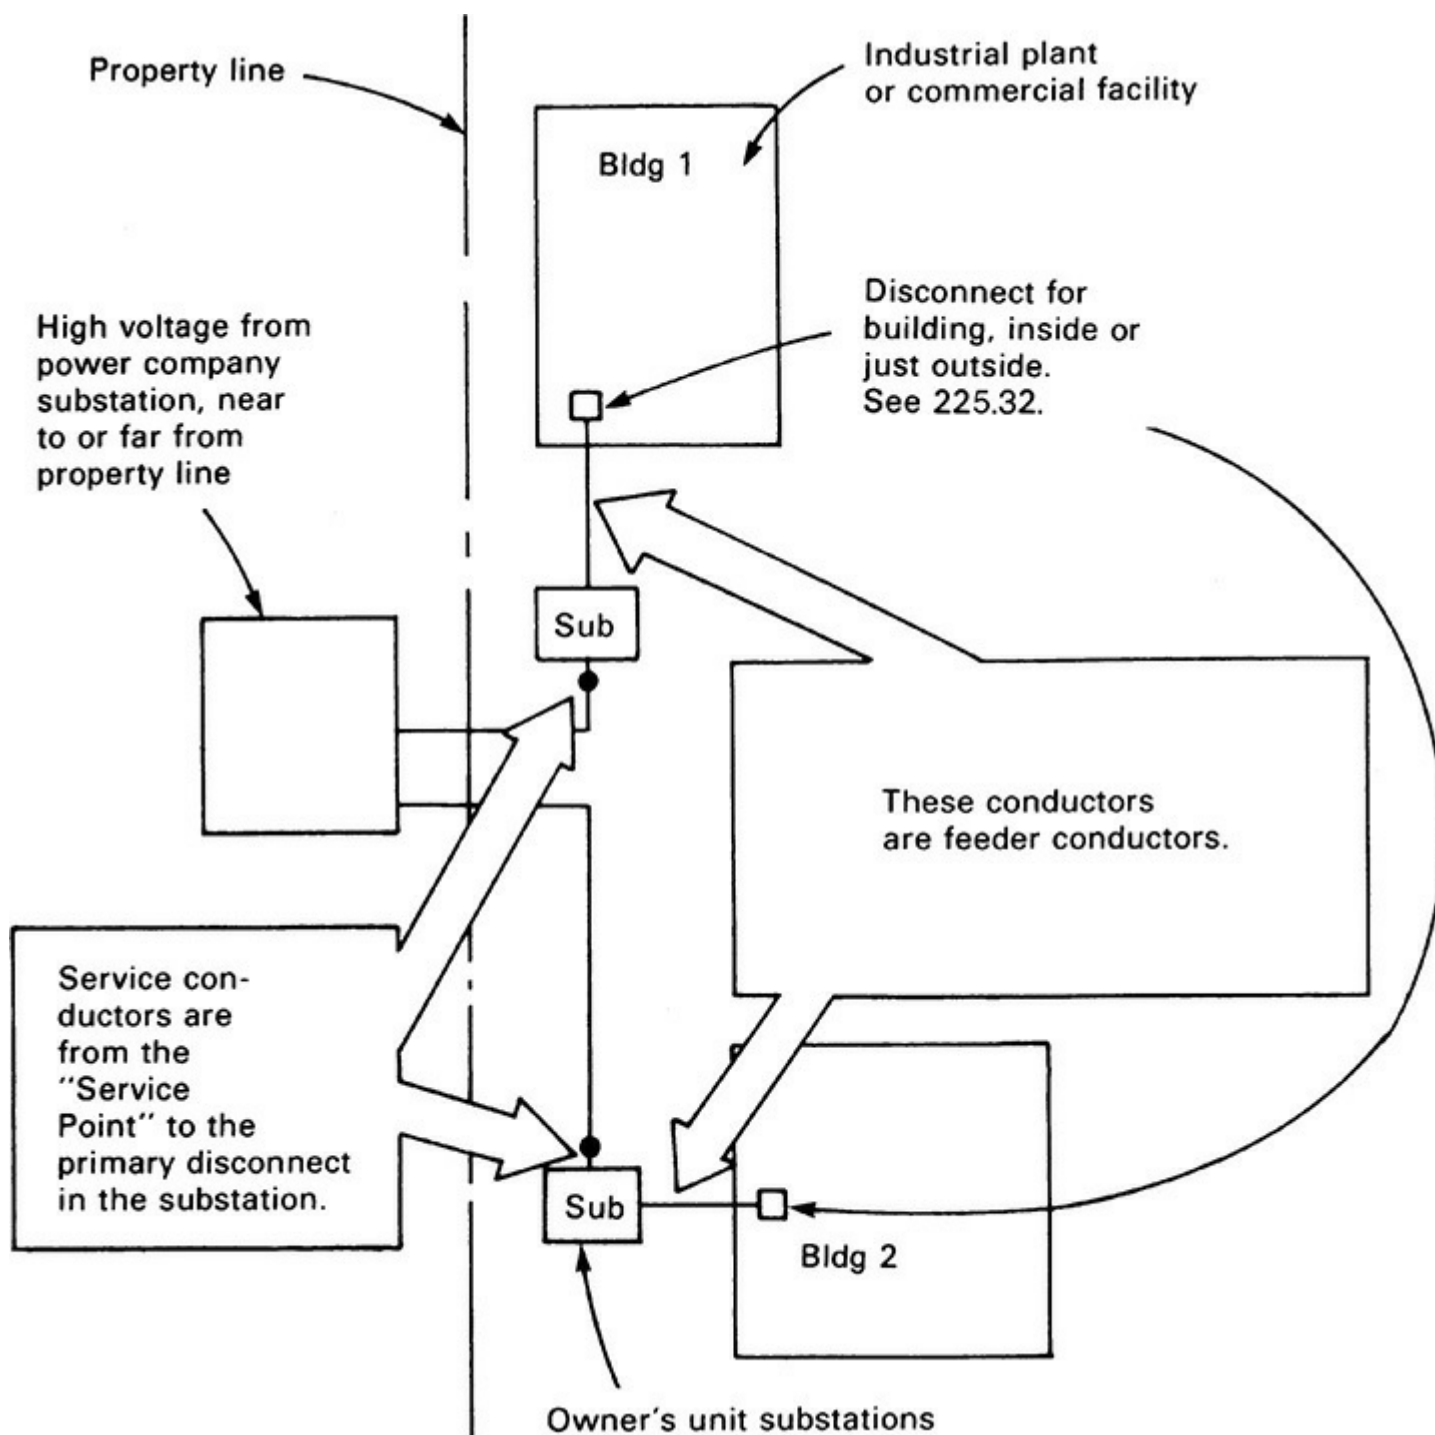 Property line
Industrial plant
or commercial facility
Bldg 1
High voltage from
power company
substation, near
to or far from
property line
Disconnect for
building, inside or
just outside.
See 225.32.
Sub
These conductors
are feeder conductors.
Service con-
ductors are
from the
"Service
Point" to the
primary disconnect
in the substation.
Sub
Bldg 2
Owner's unit substations